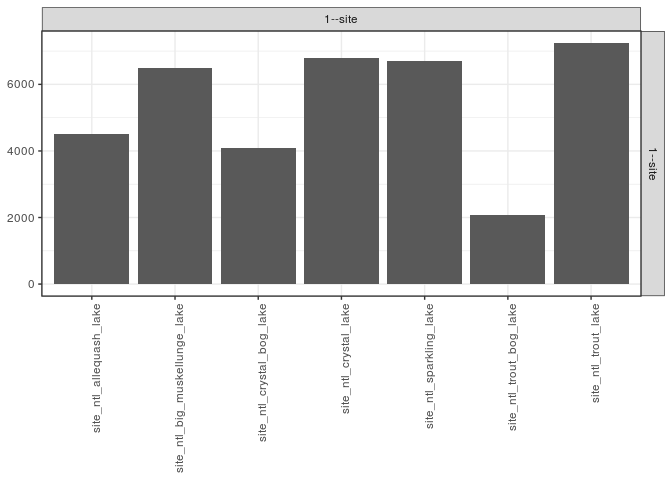 1--site
6000
4000
2000
0
1--site
site_ntl_allequash_lake
site_ntl_big_muskellunge_lake
site_ntl_crystal_bog_lake
site_ntl_crystal_lake
site_ntl_sparkling_lake
site_ntl_trout_bog_lake
site_ntl_trout_lake